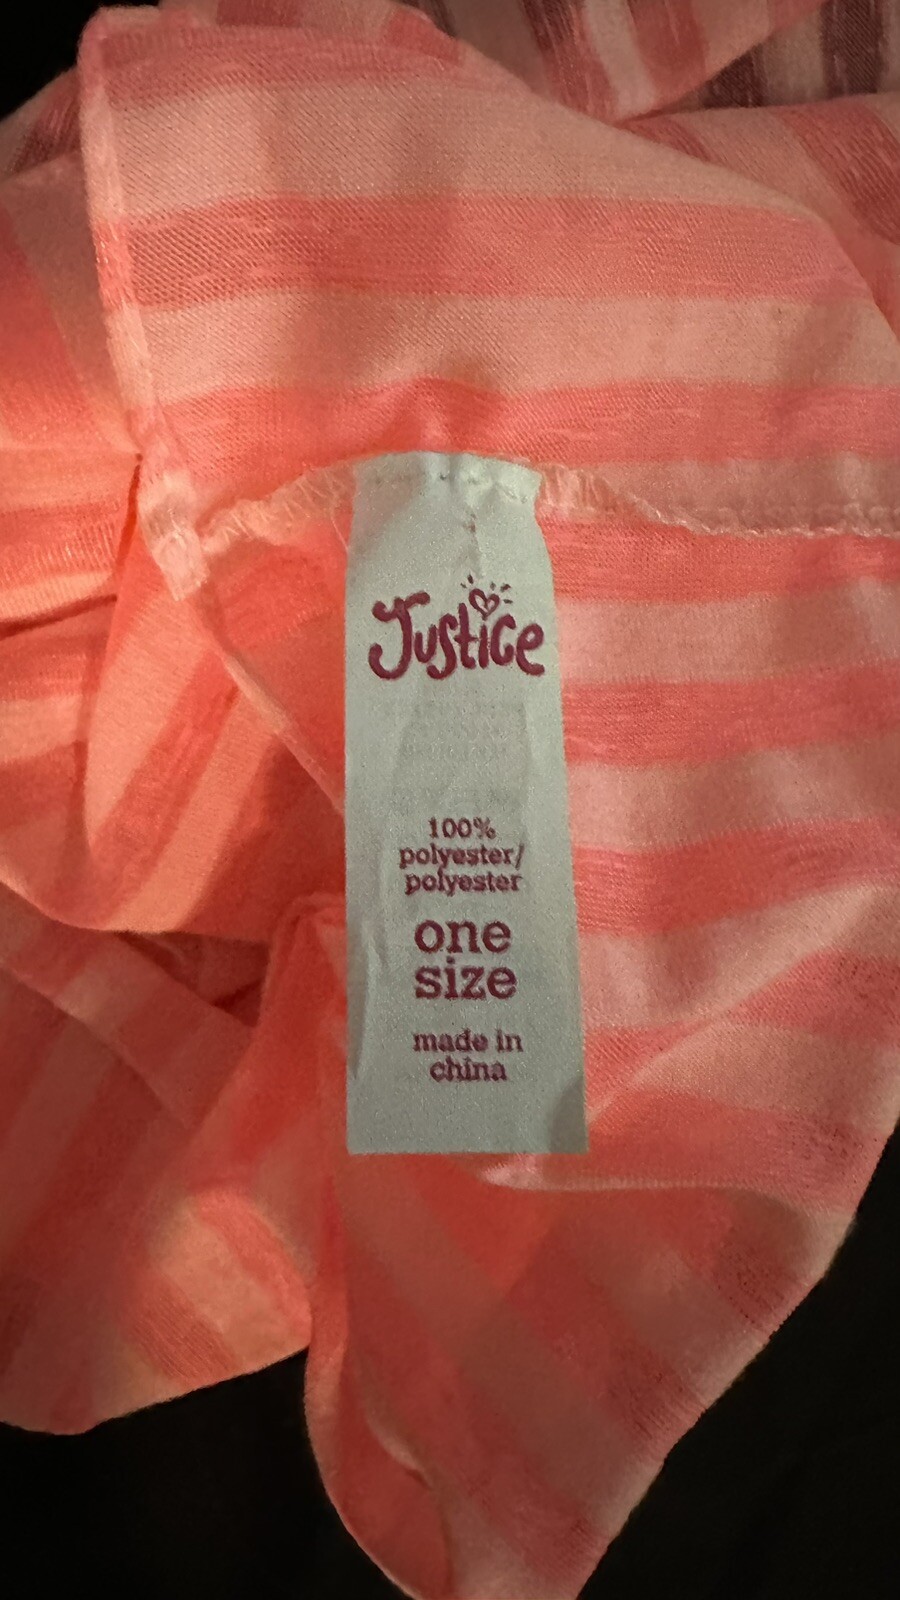 Justice
100%
polyester/
polyester
one
size
made in
china